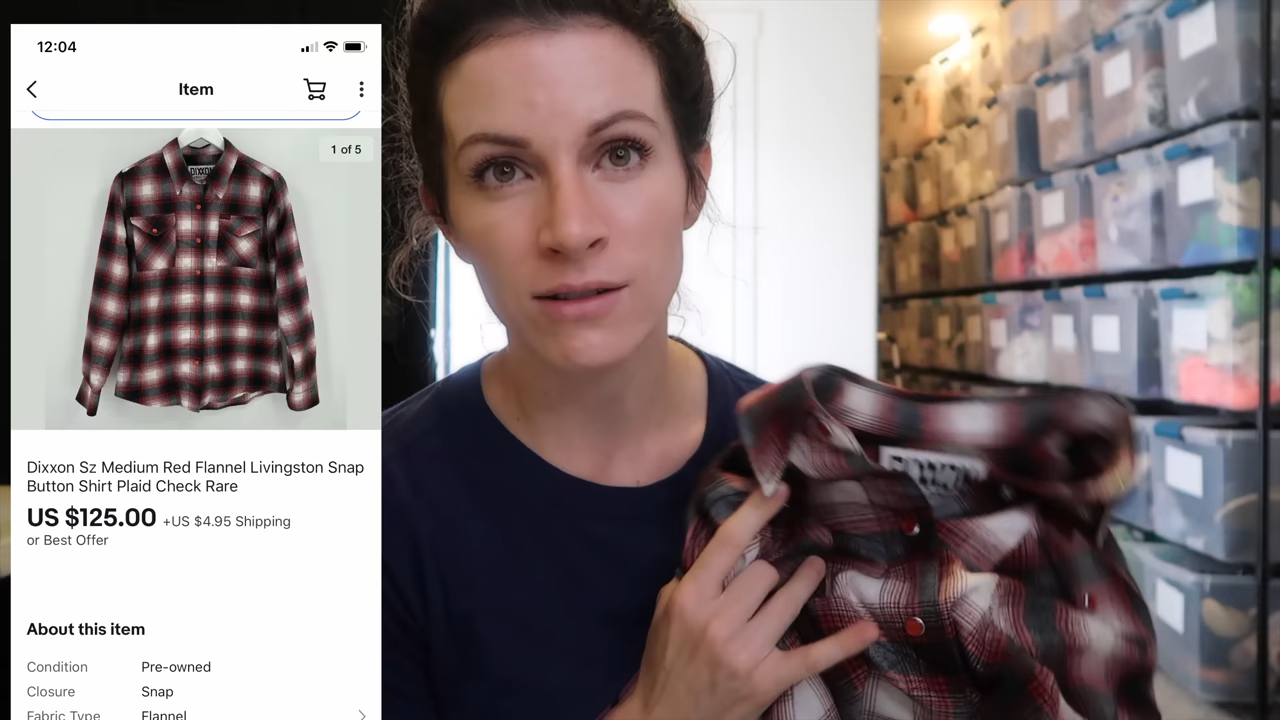 12:04
Item
1 of 5
DIXXON
Dixxon Sz Medium Red Flannel Livingston Snap
Button Shirt Plaid Check Rare
US $125.00 +US $4.95 Shipping
or Best Offer
About this item
Condition Pre-owned
Closure Snap
Fabric Type Flannel
DIXXON